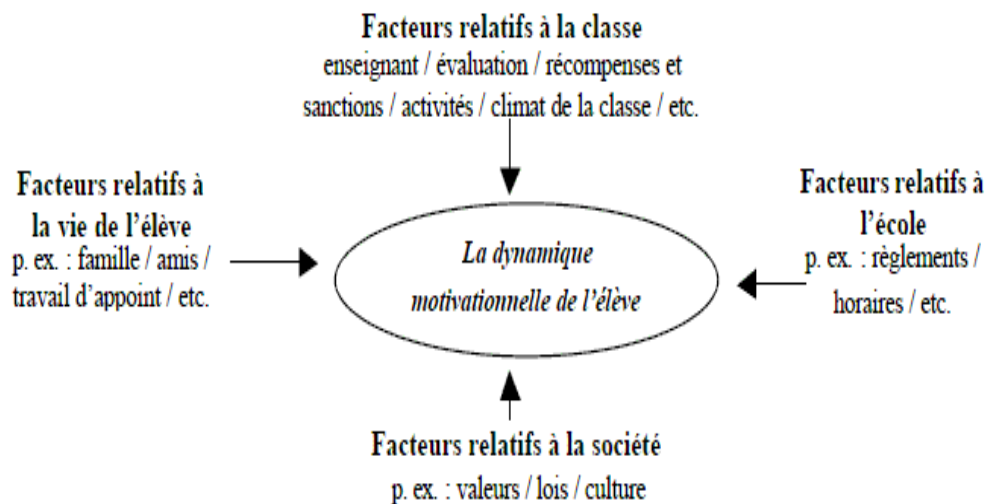 Facteurs relatifs à la classe
enseignant / évaluation / récompenses et
sanctions / activités / climat de la classe / etc.
Facteurs relatifs à
la vie de l'élève
p. ex. : famille / amis /
travail d'appoint / etc.
La dynamique
motivationnelle de l'élève
Facteurs relatifs à
l'école
p. ex. : règlements /
horaires / etc.
Facteurs relatifs à la société
p. ex. : valeurs / lois / culture